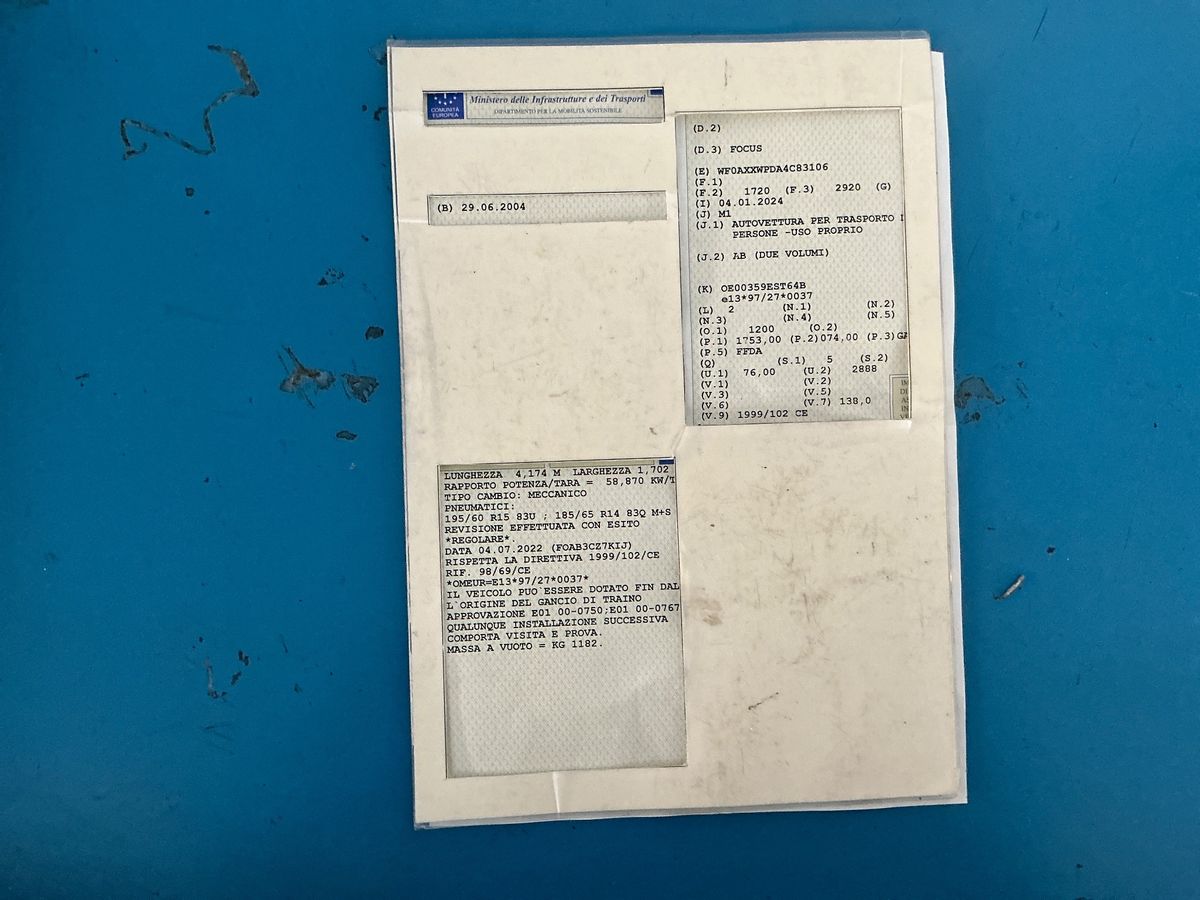 COMUNITÀ
EUROPEA
Ministero delle Infrastrutture e dei Trasporti
DIPARTIMENTO PER LA MOBILITÀ SOSTENIBILE
(B) 29.06.2004
(D.2)
(D.3) FOCUS
(E) WF0AXXWPDA4C83106
(F.1)
(F.2) 1720 (F.3) 2920 (G)
(I) 04.01.2024
(J) M1
(J.1) AUTOVETTURA PER TRASPORTO
PERSONE -USO PROPRIO
(J.2) AB (DUE VOLUMI)
(K) OE00359EST64B
e13*97/27*0037
(L) 2 (N.1) (N.2)
(N.3) (N.4) (N.5)
(O.1) 1200 (O.2)
(P.1) 1753,00 (P.2)074,00 (P.3)
(P.5) FFDA
(Q) (S.1) 5 (S.2)
(U.1) 76,00 (U.2) 2888
(V.1) (V.2)
(V.3) (V.5)
(V.6) (V.7) 138,0
(V.9) 1999/102 CE
LUNGHEZZA 4,174 M LARGHEZZA 1,702
RAPPORTO POTENZA/TARA = 58,870 KW/T
TIPO CAMBIO: MECCANICO
PNEUMATICI:
195/60 R15 83U ; 185/65 R14 83Q M+S
REVISIONE EFFETTUATA CON ESITO
*REGOLARE*.
DATA 04.07.2022 (FOAB3CZ7KIJ)
RISPETTA LA DIRETTIVA 1999/102/CE
RIF. 98/69/CE
*OMEUR=E13*97/27*0037*
IL VEICOLO PUO`ESSERE DOTATO FIN DAL
L`ORIGINE DEL GANCIO DI TRAINO
APPROVAZIONE E01 00-0750;E01 00-0767
QUALUNQUE INSTALLAZIONE SUCCESSIVA
COMPORTA VISITA E PROVA.
MASSA A VUOTO = KG 1182.